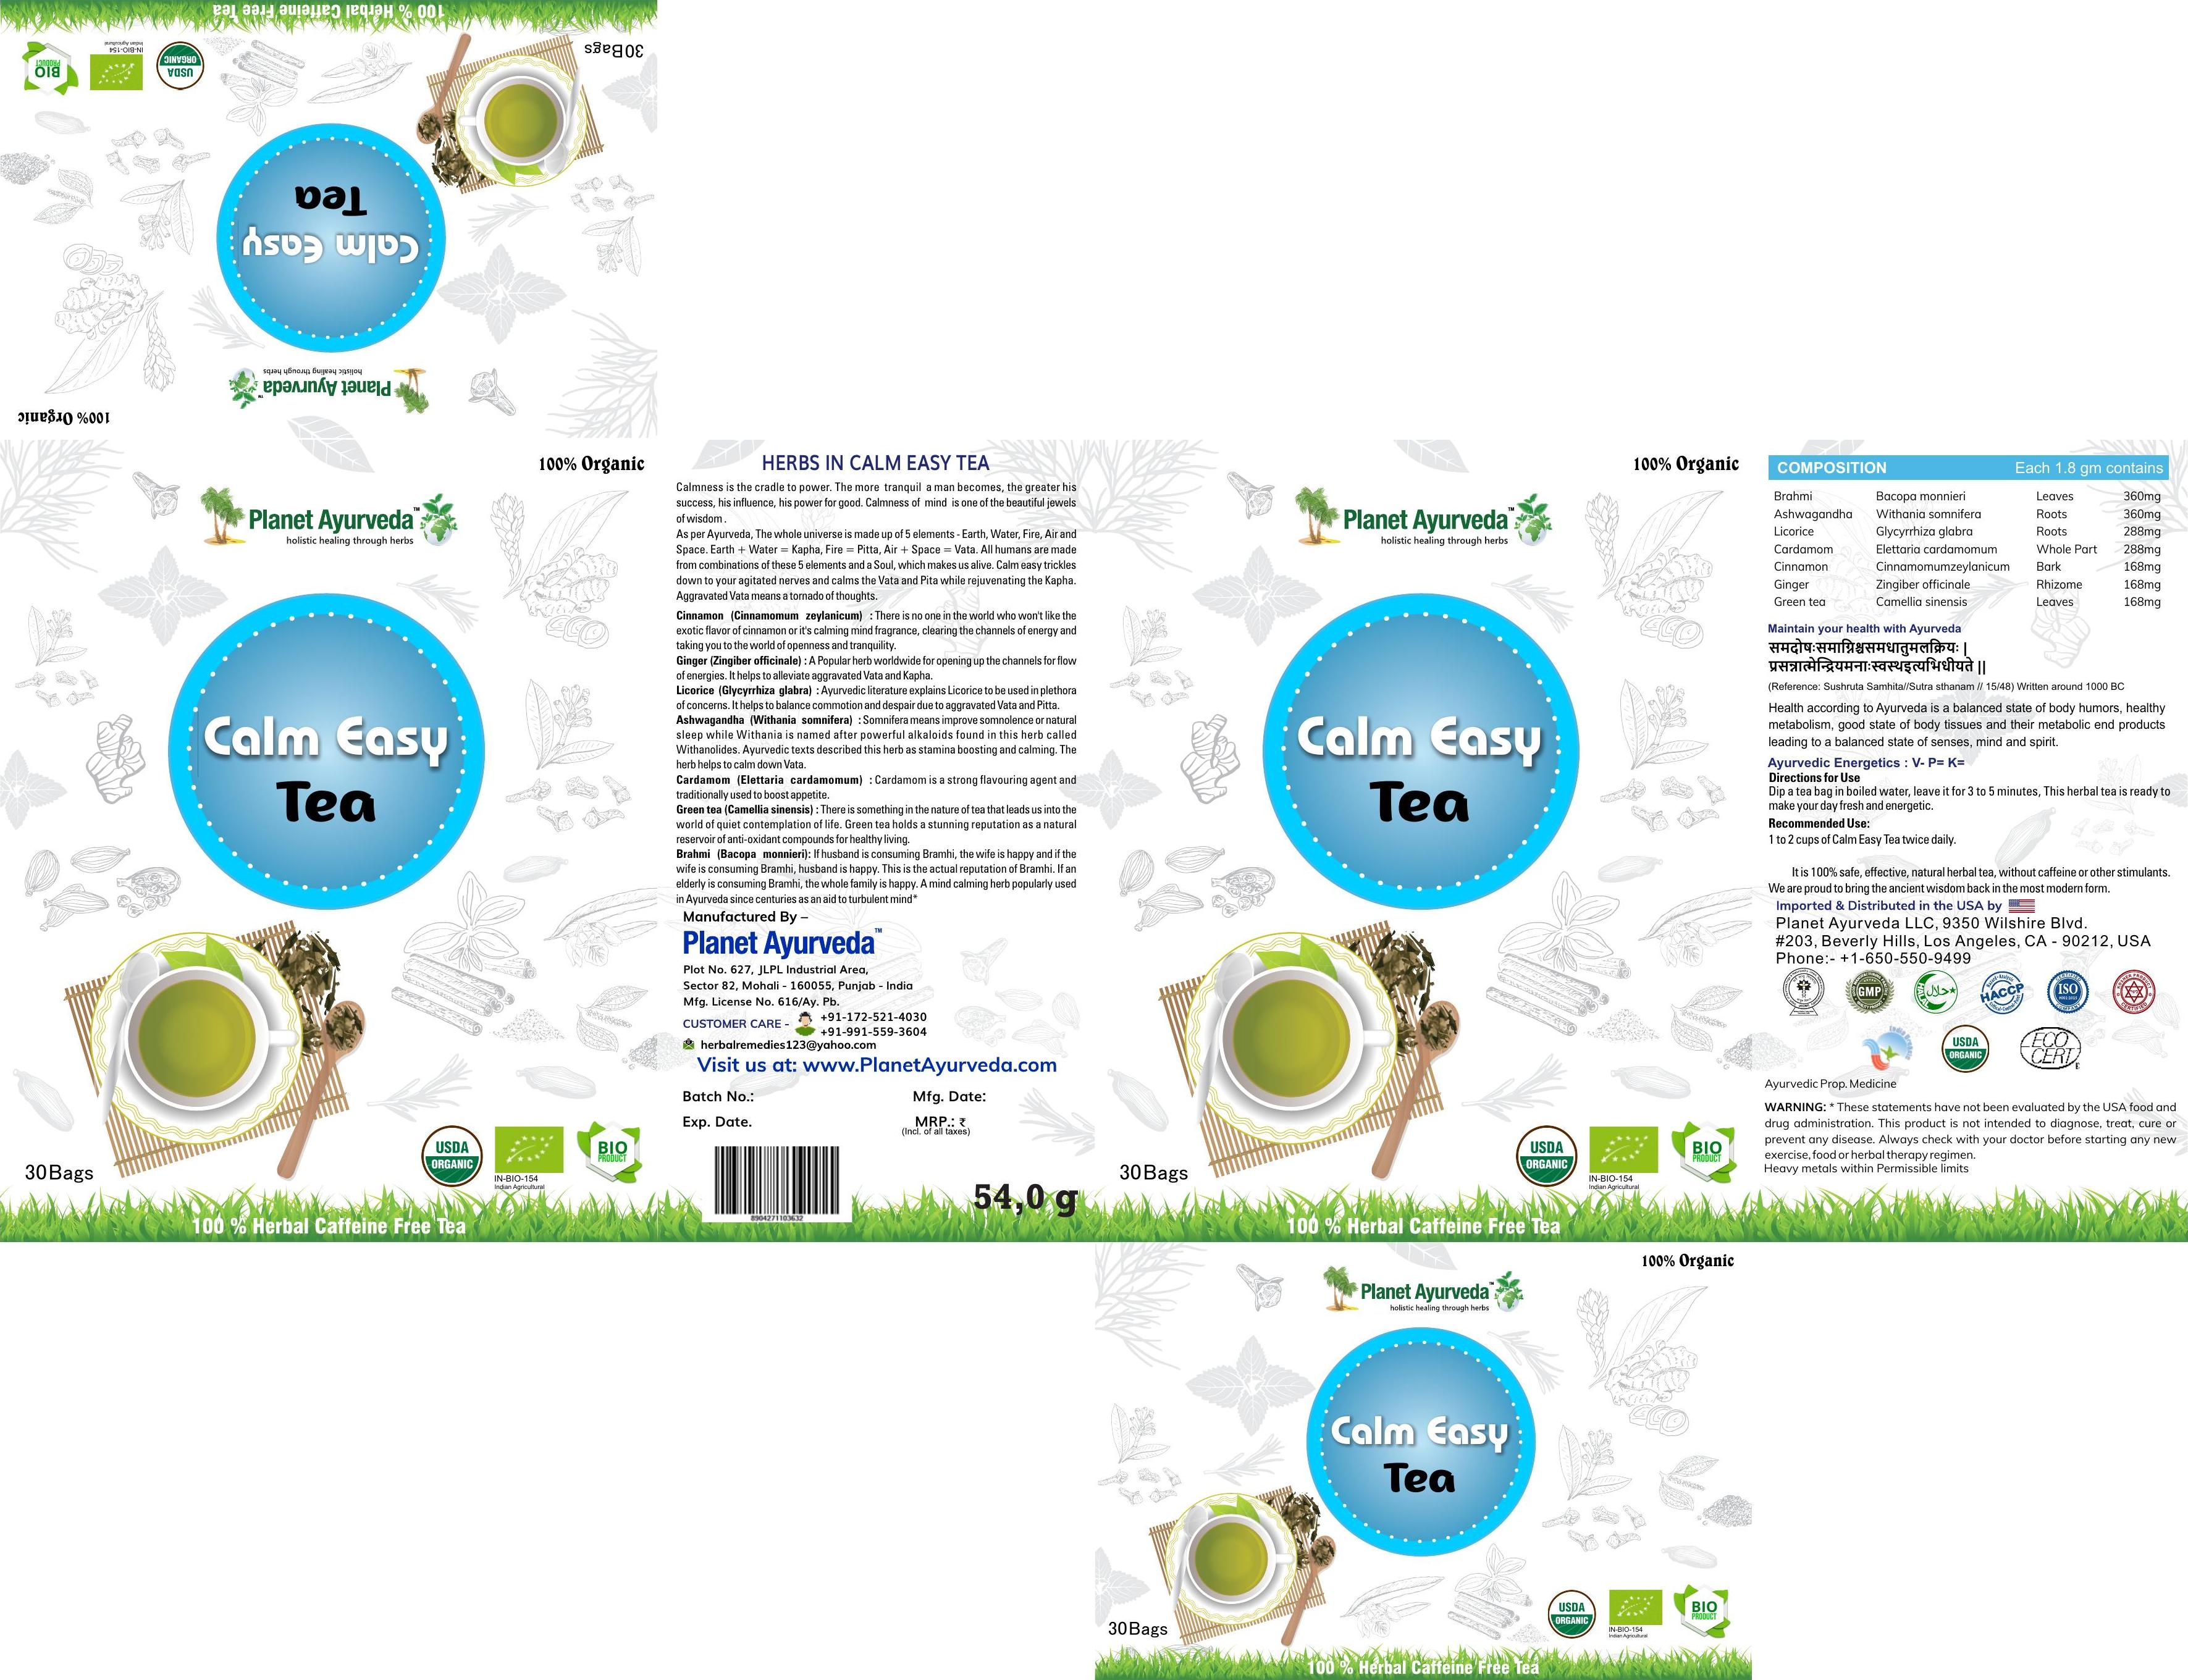 100 % Herbal Caffeine Free Tea
30Bags
USDA
ORGANIC
IN-BIO-154
Indian Agricultural
BIO
PRODUCT
Calm Easy
Tea
Planet Ayurveda™
holistic healing through herbs
100% Organic
100% Organic
Planet Ayurveda™
holistic healing through herbs
Calm Easy
Tea
30Bags
USDA
ORGANIC
IN-BIO-154
Indian Agricultural
BIO
PRODUCT
100 % Herbal Caffeine Free Tea
HERBS IN CALM EASY TEA
Calmness is the cradle to power. The more tranquil a man becomes, the greater his
success, his influence, his power for good. Calmness of mind is one of the beautiful jewels
of wisdom .
As per Ayurveda, The whole universe is made up of 5 elements - Earth, Water, Fire, Air and
Space. Earth + Water = Kapha, Fire = Pitta, Air + Space = Vata. All humans are made
from combinations of these 5 elements and a Soul, which makes us alive. Calm easy trickles
down to your agitated nerves and calms the Vata and Pita while rejuvenating the Kapha.
Aggravated Vata means a tornado of thoughts.
Cinnamon (Cinnamomum zeylanicum) : There is no one in the world who won't like the
exotic flavor of cinnamon or it's calming mind fragrance, clearing the channels of energy and
taking you to the world of openness and tranquility.
Ginger (Zingiber officinale) : A Popular herb worldwide for opening up the channels for flow
of energies. It helps to alleviate aggravated Vata and Kapha.
Licorice (Glycyrrhiza glabra) : Ayurvedic literature explains Licorice to be used in plethora
of concerns. It helps to balance commotion and despair due to aggravated Vata and Pitta.
Ashwagandha (Withania somnifera) : Somnifera means improve somnolence or natural
sleep while Withania is named after powerful alkaloids found in this herb called
Withanolides. Ayurvedic texts described this herb as stamina boosting and calming. The
herb helps to calm down Vata.
Cardamom (Elettaria cardamomum) : Cardamom is a strong flavouring agent and
traditionally used to boost appetite.
Green tea (Camellia sinensis) : There is something in the nature of tea that leads us into the
world of quiet contemplation of life. Green tea holds a stunning reputation as a natural
reservoir of anti-oxidant compounds for healthy living.
Brahmi (Bacopa monnieri): If husband is consuming Bramhi, the wife is happy and if the
wife is consuming Bramhi, husband is happy. This is the actual reputation of Bramhi. If an
elderly is consuming Bramhi, the whole family is happy. A mind calming herb popularly used
in Ayurveda since centuries as an aid to turbulent mind*
Manufactured By –
Planet Ayurveda™
Plot No. 627, JLPL Industrial Area,
Sector 82, Mohali - 160055, Punjab - India
Mfg. License No. 616/Ay. Pb.
CUSTOMER CARE - +91-172-521-4030
+91-991-559-3604
herbalremedies123@yahoo.com
Visit us at: www.PlanetAyurveda.com
Batch No.: Mfg. Date:
Exp. Date. MRP.: ₹
(Incl. of all taxes)
8904271103632
54,0 g
100% Organic
Planet Ayurveda™
holistic healing through herbs
Calm Easy
Tea
30Bags
USDA
ORGANIC
IN-BIO-154
Indian Agricultural
BIO
PRODUCT
100 % Herbal Caffeine Free Tea
COMPOSITION Each 1.8 gm contains
Brahmi Bacopa monnieri Leaves 360mg
Ashwagandha Withania somnifera Roots 360mg
Licorice Glycyrrhiza glabra Roots 288mg
Cardamom Elettaria cardamomum Whole Part 288mg
Cinnamon Cinnamomumzeylanicum Bark 168mg
Ginger Zingiber officinale Rhizome 168mg
Green tea Camellia sinensis Leaves 168mg
Maintain your health with Ayurveda
समदोषःसमाग्निश्चसमधातुमलक्रियः |
प्रसन्नात्मेन्द्रियमनाःस्वस्थइत्यभिधीयते ||
(Reference: Sushruta Samhita//Sutra sthanam // 15/48) Written around 1000 BC
Health according to Ayurveda is a balanced state of body humors, healthy
metabolism, good state of body tissues and their metabolic end products
leading to a balanced state of senses, mind and spirit.
Ayurvedic Energetics : V- P= K=
Directions for Use
Dip a tea bag in boiled water, leave it for 3 to 5 minutes, This herbal tea is ready to
make your day fresh and energetic.
Recommended Use:
1 to 2 cups of Calm Easy Tea twice daily.
It is 100% safe, effective, natural herbal tea, without caffeine or other stimulants.
We are proud to bring the ancient wisdom back in the most modern form.
Imported & Distributed in the USA by
Planet Ayurveda LLC, 9350 Wilshire Blvd.
#203, Beverly Hills, Los Angeles, CA - 90212, USA
Phone:- +1-650-550-9499
GMP
HALAL
حلال
HACCP
ISO
USDA
ORGANIC
ECO
CERT
Ayurvedic Prop. Medicine
WARNING: * These statements have not been evaluated by the USA food and
drug administration. This product is not intended to diagnose, treat, cure or
prevent any disease. Always check with your doctor before starting any new
exercise, food or herbal therapy regimen.
Heavy metals within Permissible limits
100% Organic
Planet Ayurveda™
holistic healing through herbs
Calm Easy
Tea
30Bags
USDA
ORGANIC
IN-BIO-154
Indian Agricultural
BIO
PRODUCT
100 % Herbal Caffeine Free Tea